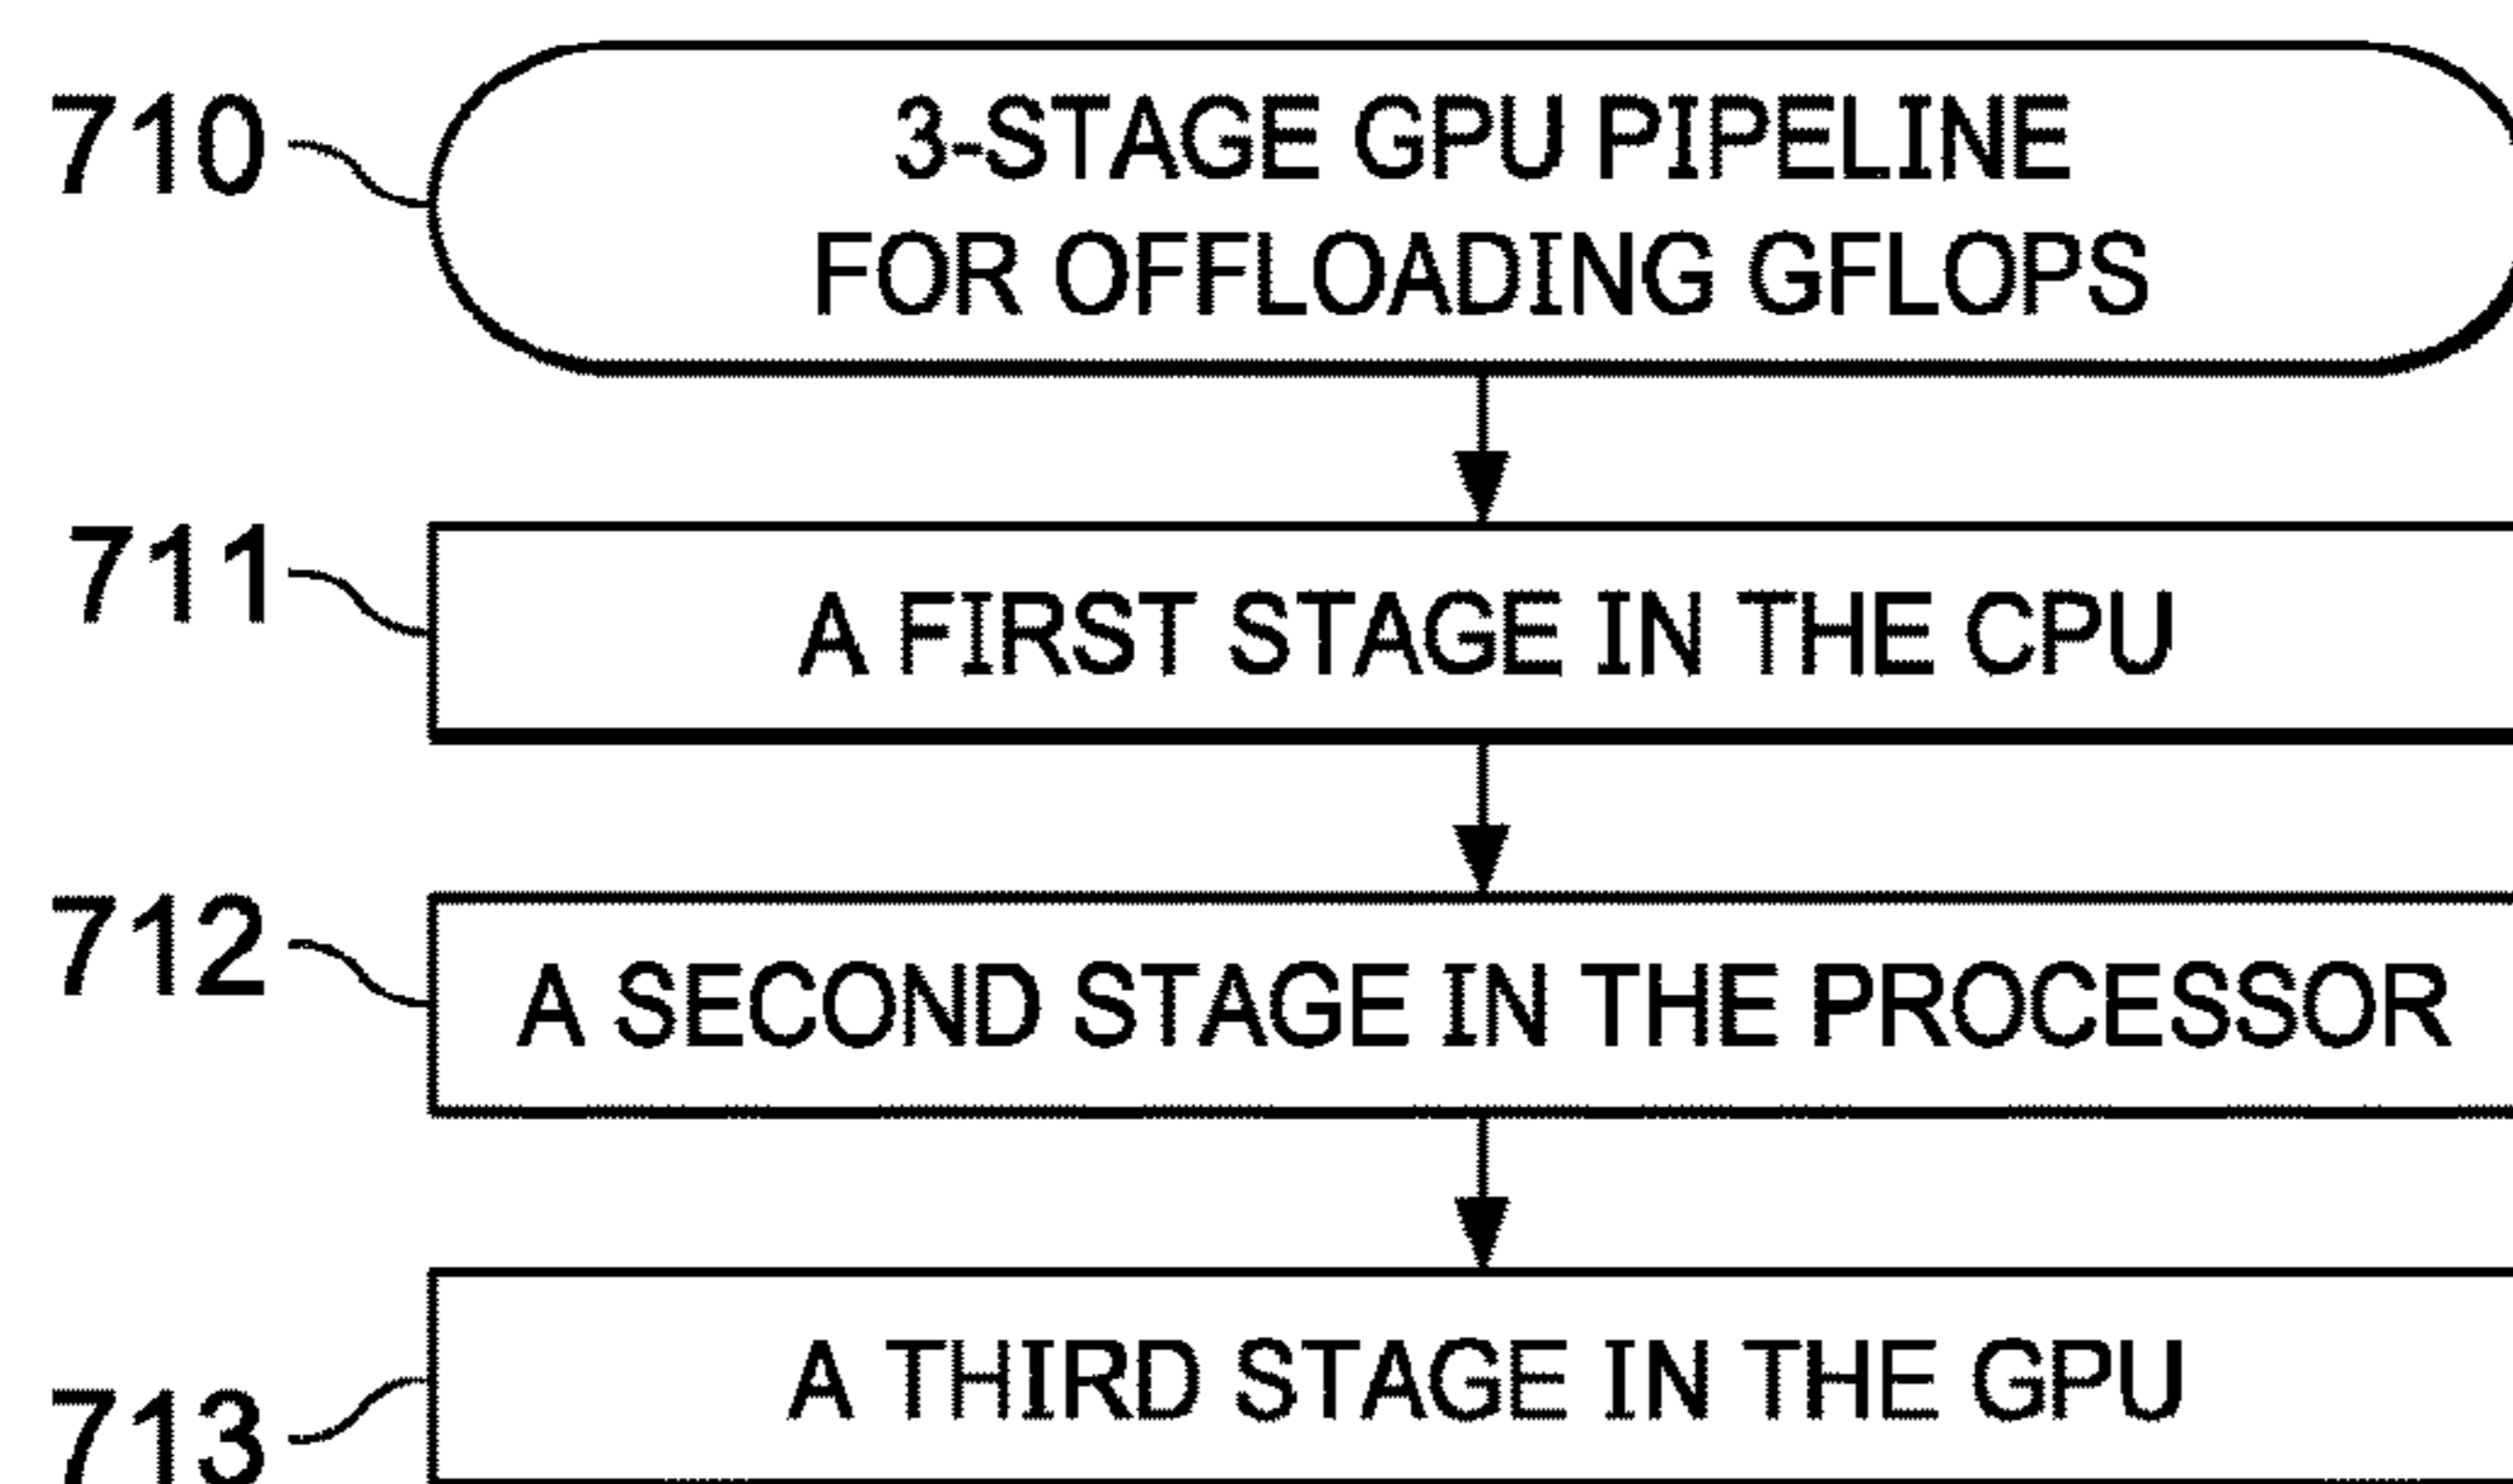 710
3-STAGE GPU PIPELINE
FOR OFFLOADING GFLOPS
711
A FIRST STAGE IN THE CPU
712
A SECOND STAGE IN THE PROCESSOR
713
A THIRD STAGE IN THE GPU